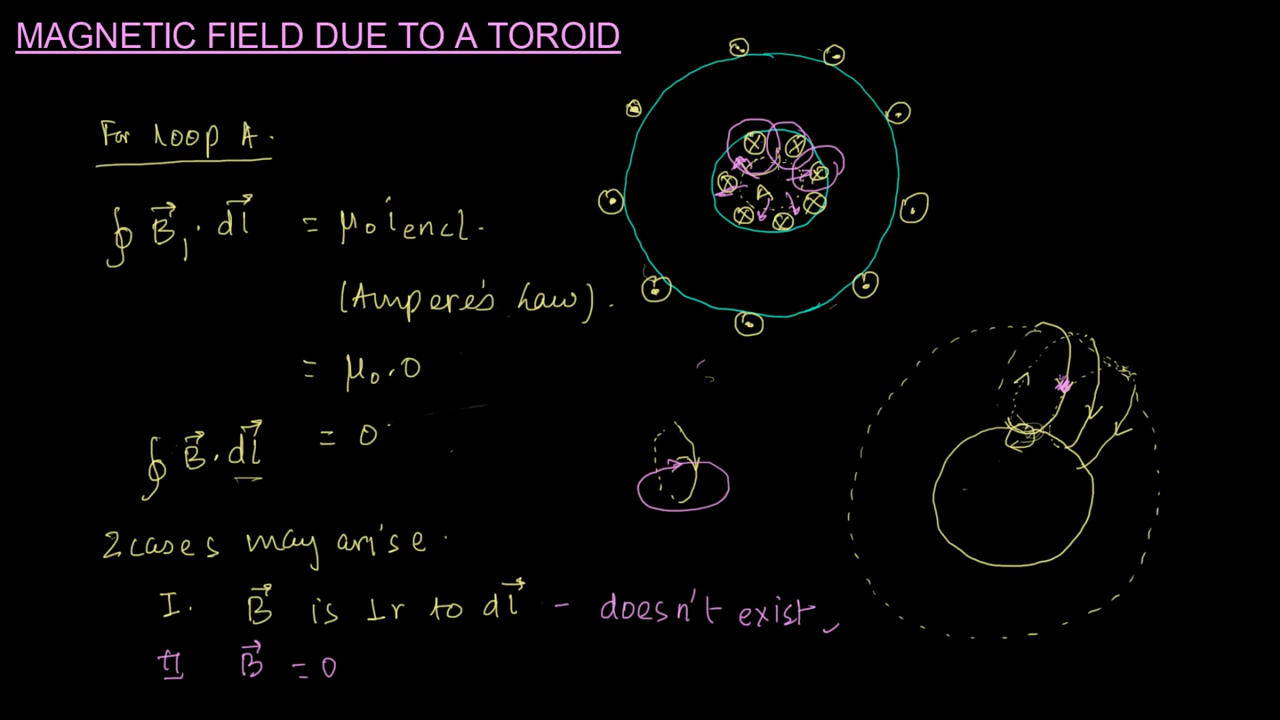 MAGNETIC FIELD DUE TO A TOROID
For loop A.
∮ B⃗₁ · dl⃗ = μ₀ i encl.
(Ampere's Law).
= μ₀ . 0
∮ B⃗ · dl⃗ = 0
2 cases may arise.
I. B⃗ is ⊥r to dl⃗ - doesn't exist
II B⃗ = 0
A